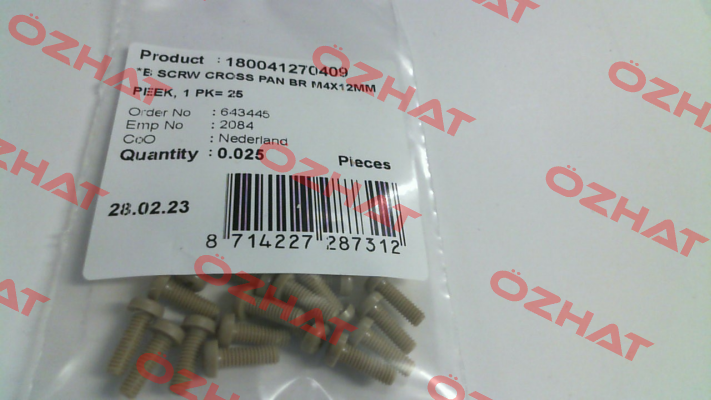 Product : 180041270409
*B SCRW CROSS PAN BR M4X12MM
PEEK, 1 PK= 25
Order No : 643445
Emp No : 2084
CoO : Nederland
Quantity : 0.025 Pieces
28.02.23
8 714227 287312
ÖZHAT
ÖZHAT
ÖZHAT
ÖZHAT
ÖZHAT
ÖZHAT
ÖZHAT
ÖZHAT